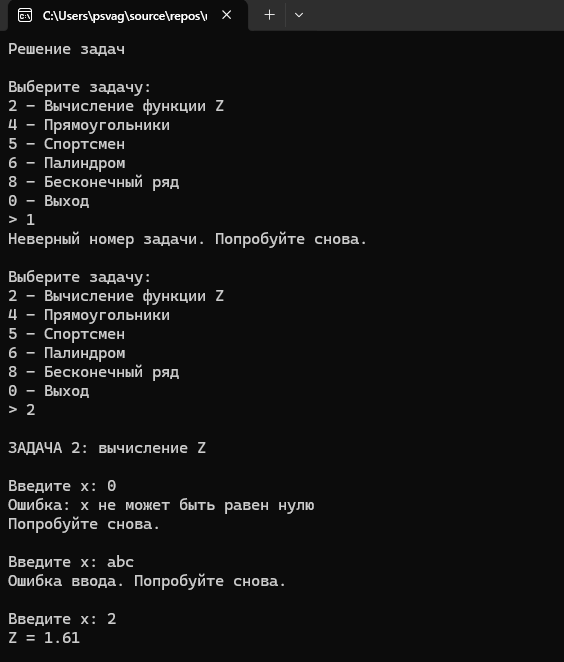 C:\Users\psvag\source\repos\
Решение задач
Выберите задачу:
2 - Вычисление функции Z
4 - Прямоугольники
5 - Спортсмен
6 - Палиндром
8 - Бесконечный ряд
0 - Выход
> 1
Неверный номер задачи. Попробуйте снова.
Выберите задачу:
2 - Вычисление функции Z
4 - Прямоугольники
5 - Спортсмен
6 - Палиндром
8 - Бесконечный ряд
0 - Выход
> 2
ЗАДАЧА 2: вычисление Z
Введите x: 0
Ошибка: x не может быть равен нулю
Попробуйте снова.
Введите x: abc
Ошибка ввода. Попробуйте снова.
Введите x: 2
Z = 1.61